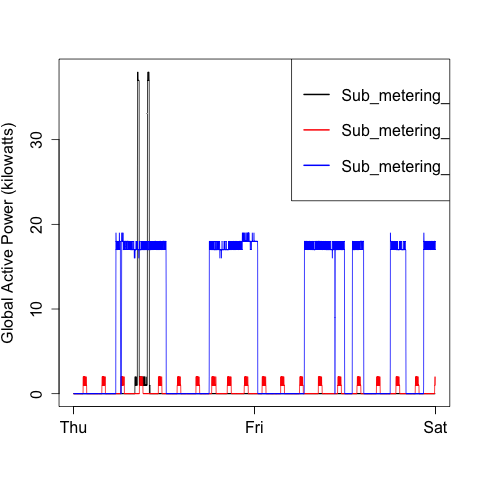 Global Active Power (kilowatts)
30
20
10
0
Thu
Fri
Sat
Sub_metering_
Sub_metering_
Sub_metering_